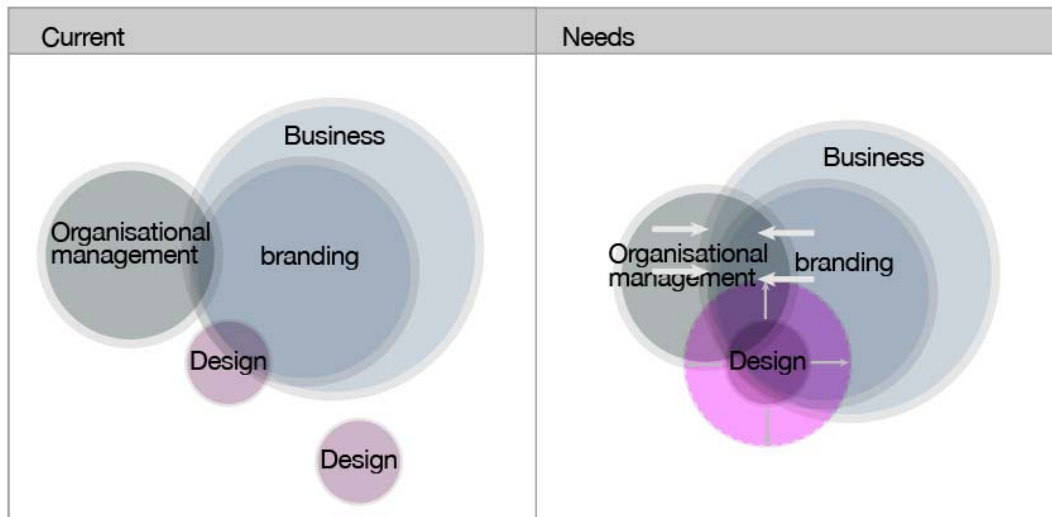 Current
Needs
Business
Organisational
management
branding
Design
Design
Business
Organisational
management
branding
Design